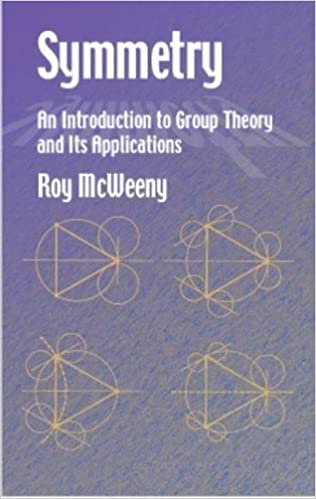 Symmetry
An Introduction to Group Theory
and Its Applications
Roy McWeeny